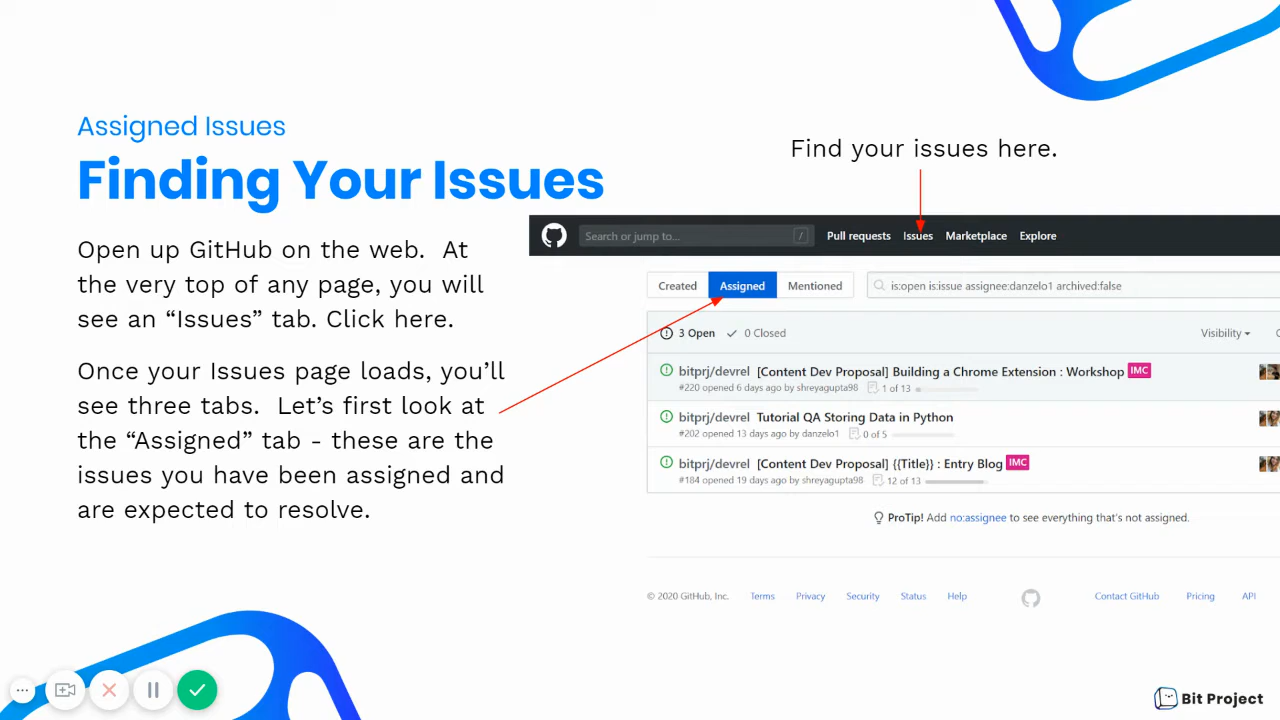 Assigned Issues
Finding Your Issues
Open up GitHub on the web.  At
the very top of any page, you will
see an “Issues” tab. Click here.
Once your Issues page loads, you’ll
see three tabs.  Let’s first look at
the “Assigned” tab - these are the
issues you have been assigned and
are expected to resolve.
Find your issues here.
Search or jump to... / Pull requests Issues Marketplace Explore
Created Assigned Mentioned is:open is:issue assignee:danzelo1 archived:false
3 Open 0 Closed Visibility
bitprj/devrel [Content Dev Proposal] Building a Chrome Extension : Workshop IMC
#220 opened 6 days ago by shreyagupta98 1 of 13
bitprj/devrel Tutorial QA Storing Data in Python
#202 opened 13 days ago by danzelo1 0 of 5
bitprj/devrel [Content Dev Proposal] {{Title}} : Entry Blog IMC
#184 opened 19 days ago by shreyagupta98 12 of 13
ProTip! Add no:assignee to see everything that's not assigned.
© 2020 GitHub, Inc. Terms Privacy Security Status Help Contact GitHub Pricing API
Bit Project